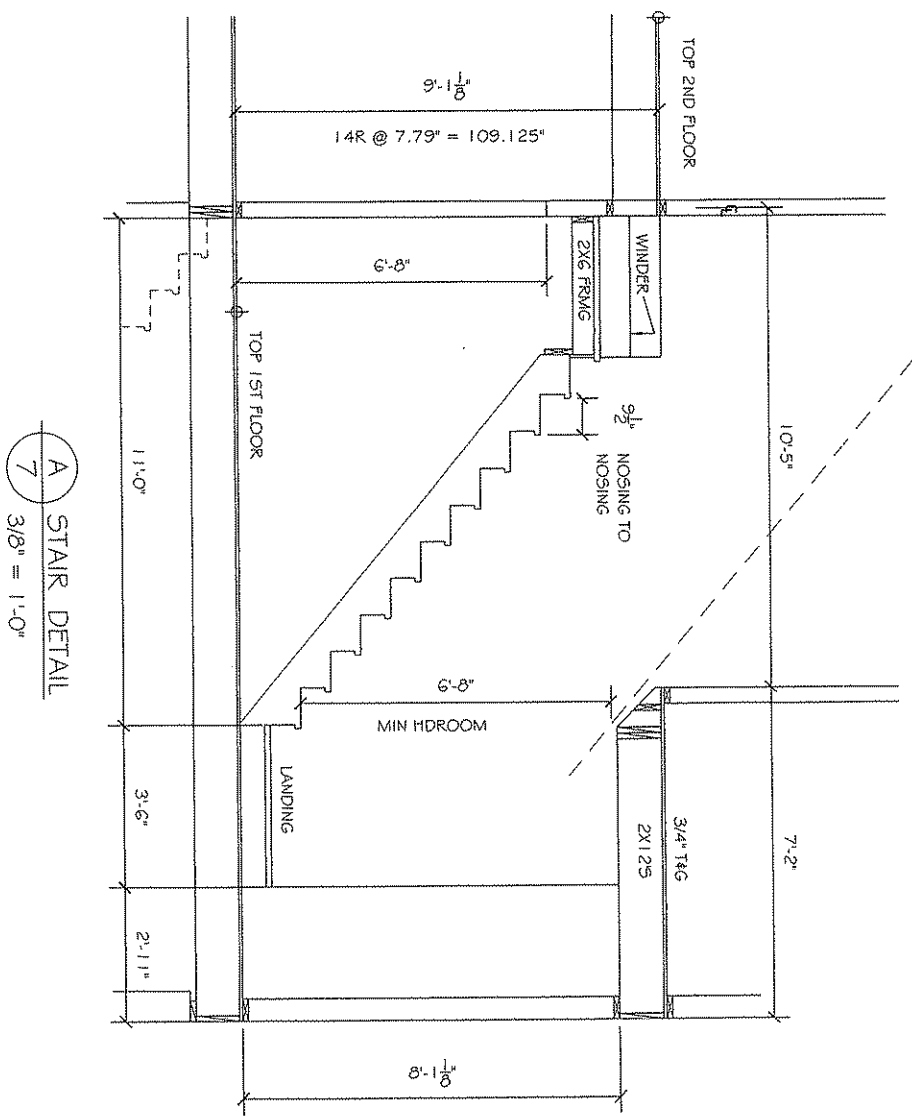 TOP 2ND FLOOR
9'-1 1/8"
14R @ 7.79" = 109.125"
WINDER
2X6 FRMG
6'-8"
TOP 1ST FLOOR
9 1/2"
NOSING TO
NOSING
10'-5"
11'-0"
6'-8"
MIN HDROOM
LANDING
3'-6"
3/4" T&G
2X12'S
7'-2"
2'-11"
8'-1 1/8"
A
7
STAIR DETAIL
3/8" = 1'-0"